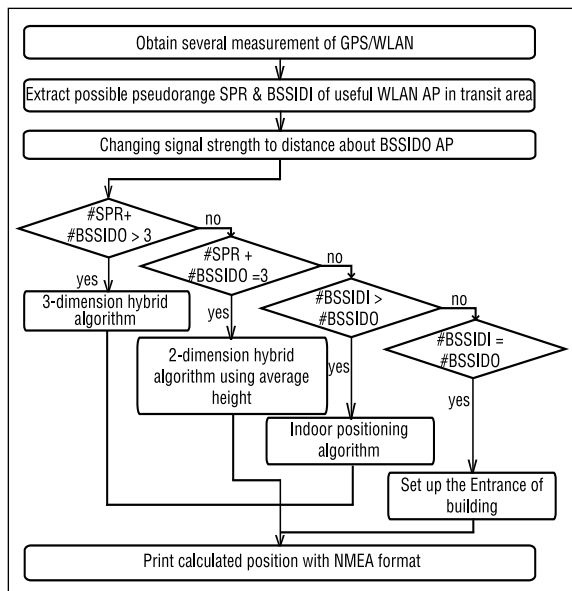 Obtain several measurement of GPS/WLAN
Extract possible pseudorange SPR & BSSIDI of useful WLAN AP in transit area
Changing signal strength to distance about BSSIDO AP
#SPR+
#BSSIDO > 3
no
yes
3-dimension hybrid
algorithm
#SPR +
#BSSIDO =3
no
yes
2-dimension hybrid
algorithm using average
height
#BSSIDI >
#BSSIDO
no
yes
Indoor positioning
algorithm
#BSSIDI =
#BSSIDO
yes
Set up the Entrance of
building
Print calculated position with NMEA format